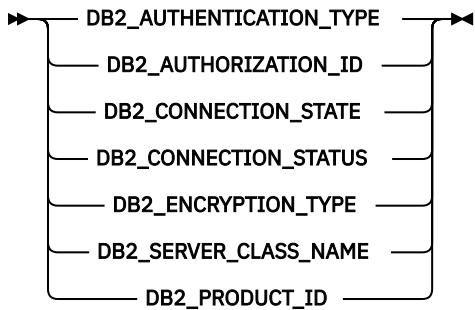 DB2_AUTHENTICATION_TYPE
DB2_AUTHORIZATION_ID
DB2_CONNECTION_STATE
DB2_CONNECTION_STATUS
DB2_ENCRYPTION_TYPE
DB2_SERVER_CLASS_NAME
DB2_PRODUCT_ID